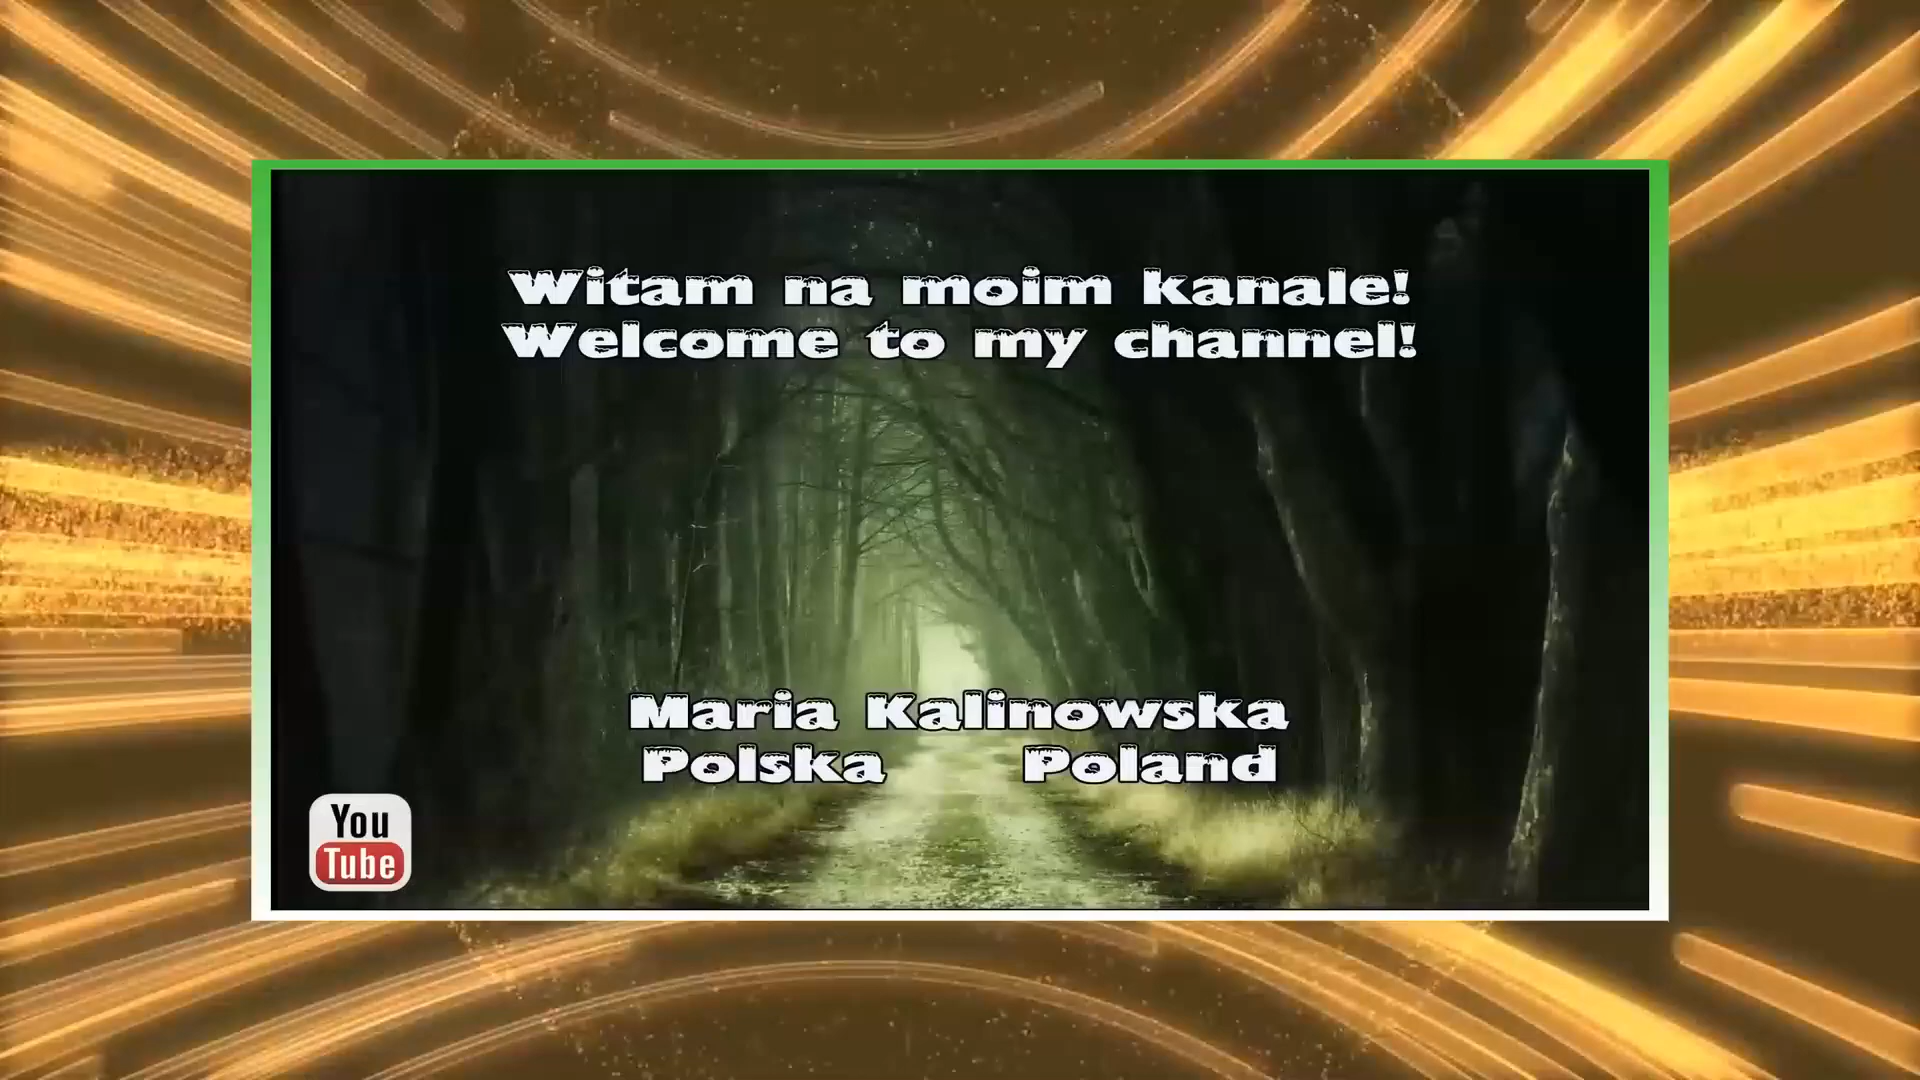 Witam na moim kanale!
Welcome to my channel!
Maria Kalinowska
Polska Poland
You
Tube